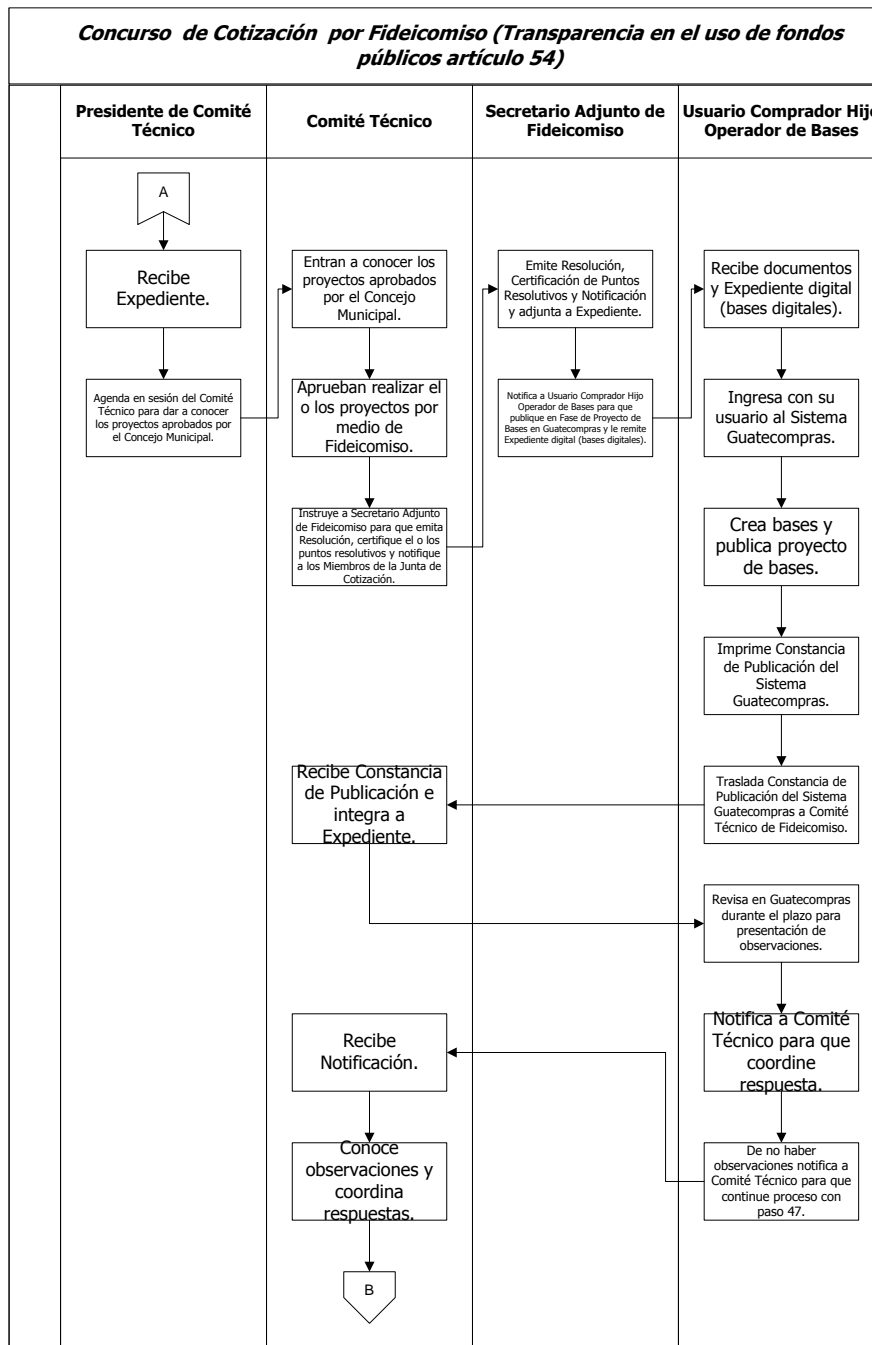 Concurso de Cotización por Fideicomiso (Transparencia en el uso de fondos
públicos artículo 54)
Presidente de Comité
Técnico
Comité Técnico
Secretario Adjunto de
Fideicomiso
Usuario Comprador Hijo
Operador de Bases
A
Recibe
Expediente.
Agenda en sesión del Comité
Técnico para dar a conocer
los proyectos aprobados por
el Concejo Municipal.
Entran a conocer los
proyectos aprobados
por el Concejo
Municipal.
Aprueban realizar el
o los proyectos por
medio de
Fideicomiso.
Instruye a Secretario Adjunto
de Fideicomiso para que emita
Resolución, certifique el o los
puntos resolutivos y notifique
a los Miembros de la Junta de
Cotización.
Emite Resolución,
Certificación de Puntos
Resolutivos y Notificación
y adjunta a Expediente.
Notifica a Usuario Comprador Hijo
Operador de Bases para que
publique en Fase de Proyecto de
Bases en Guatecompras y le remite
Expediente digital (bases digitales).
Recibe documentos
y Expediente digital
(bases digitales).
Ingresa con su
usuario al Sistema
Guatecompras.
Crea bases y
publica proyecto
de bases.
Imprime Constancia
de Publicación del
Sistema
Guatecompras.
Traslada Constancia de
Publicación del Sistema
Guatecompras a Comité
Técnico de Fideicomiso.
Recibe Constancia
de Publicación e
integra a
Expediente.
Revisa en Guatecompras
durante el plazo para
presentación de
observaciones.
Notifica a Comité
Técnico para que
coordine
respuesta.
De no haber
observaciones notifica a
Comité Técnico para que
continue proceso con
paso 47.
Recibe
Notificación.
Conoce
observaciones y
coordina
respuestas.
B